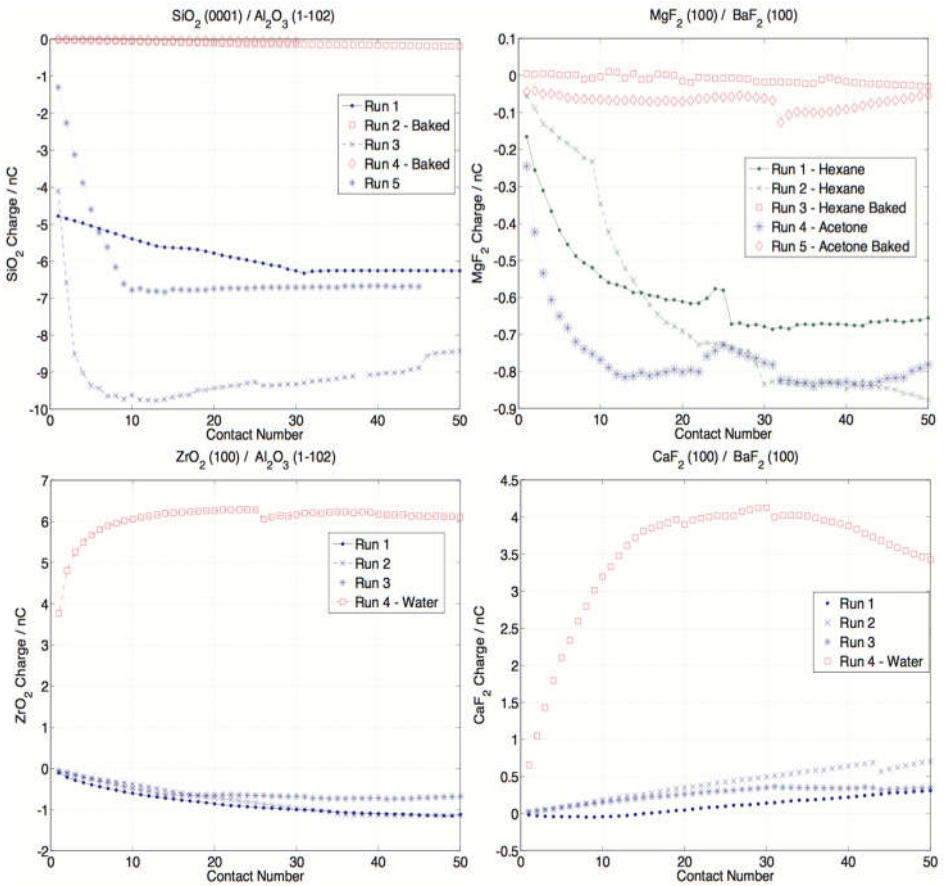 SiO2 (0001) / Al2O3 (1-102)
0
-1
-2
-3
-4
-5
-6
-7
-8
-9
-10
SiO2 Charge / nC
Run 1
Run 2 - Baked
Run 3
Run 4 - Baked
Run 5
0 10 20 30 40 50
Contact Number
MgF2 (100) / BaF2 (100)
0.1
0
-0.1
-0.2
-0.3
-0.4
-0.5
-0.6
-0.7
-0.8
-0.9
MgF2 Charge / nC
Run 1 - Hexane
Run 2 - Hexane
Run 3 - Hexane Baked
Run 4 - Acetone
Run 5 - Acetone Baked
0 10 20 30 40 50
Contact Number
ZrO2 (100) / Al2O3 (1-102)
7
6
5
4
3
2
1
0
-1
-2
ZrO2 Charge / nC
Run 1
Run 2
Run 3
Run 4 - Water
0 10 20 30 40 50
Contact Number
CaF2 (100) / BaF2 (100)
4.5
4
3.5
3
2.5
2
1.5
1
0.5
0
-0.5
CaF2 Charge / nC
Run 1
Run 2
Run 3
Run 4 - Water
0 10 20 30 40 50
Contact Number